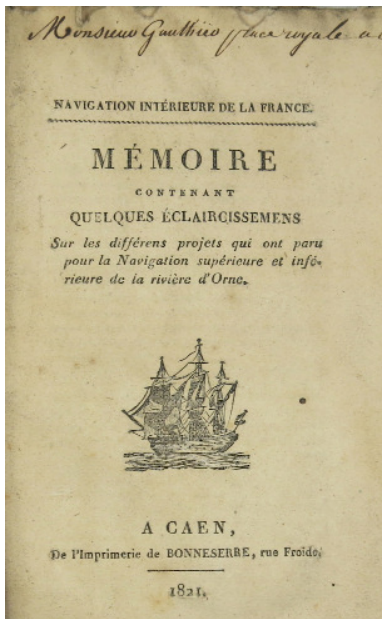 Monsieur Gauthier place royale a
NAVIGATION INTÉRIEURE DE LA FRANCE.
MÉMOIRE
CONTENANT
QUELQUES ÉCLAIRCISSEMENS
Sur les différens projets qui ont paru
pour la Navigation supérieure et infé-
rieure de la rivière d'Orne.
A CAEN,
De l'Imprimerie de BONNESERRE, rue Froide.
1821.